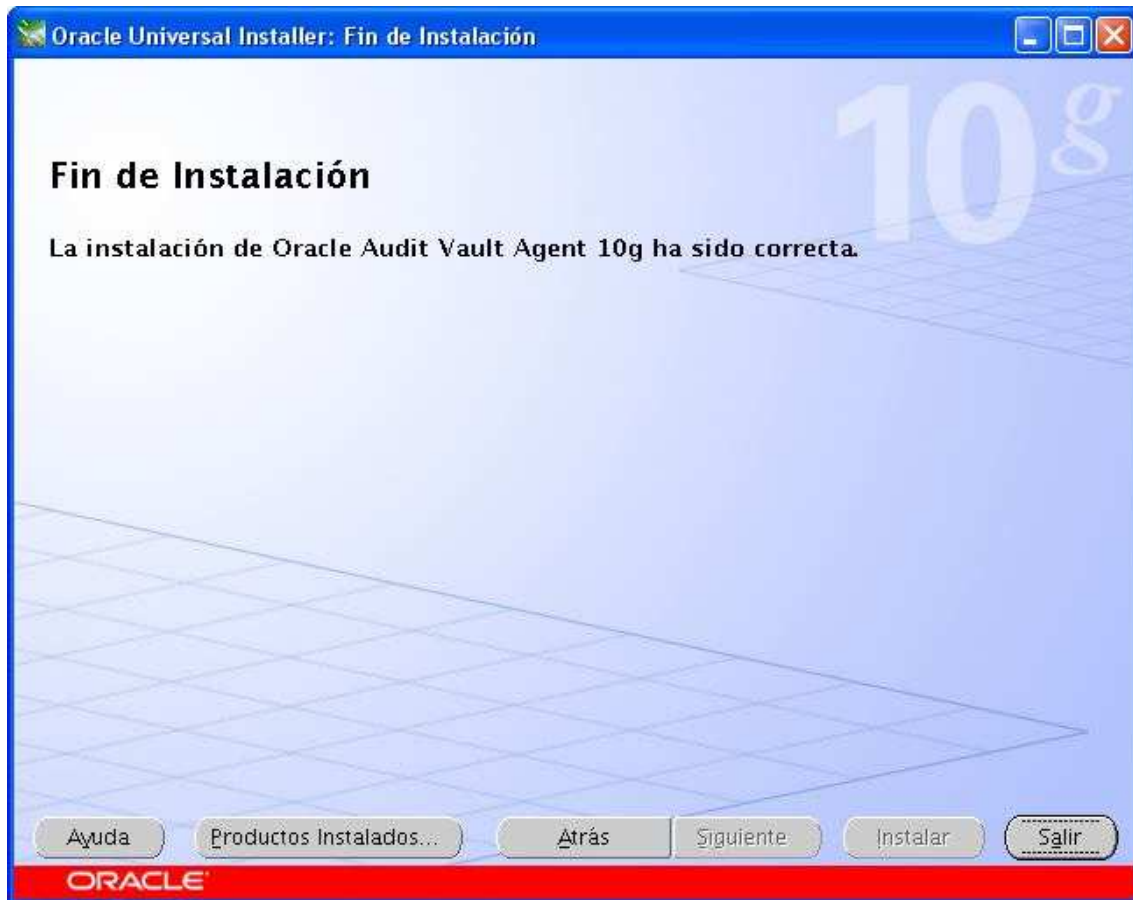 Oracle Universal Installer: Fin de Instalación
10g
Fin de Instalación
La instalación de Oracle Audit Vault Agent 10g ha sido correcta.
Ayuda Productos Instalados... Atrás Siguiente Instalar Salir
ORACLE